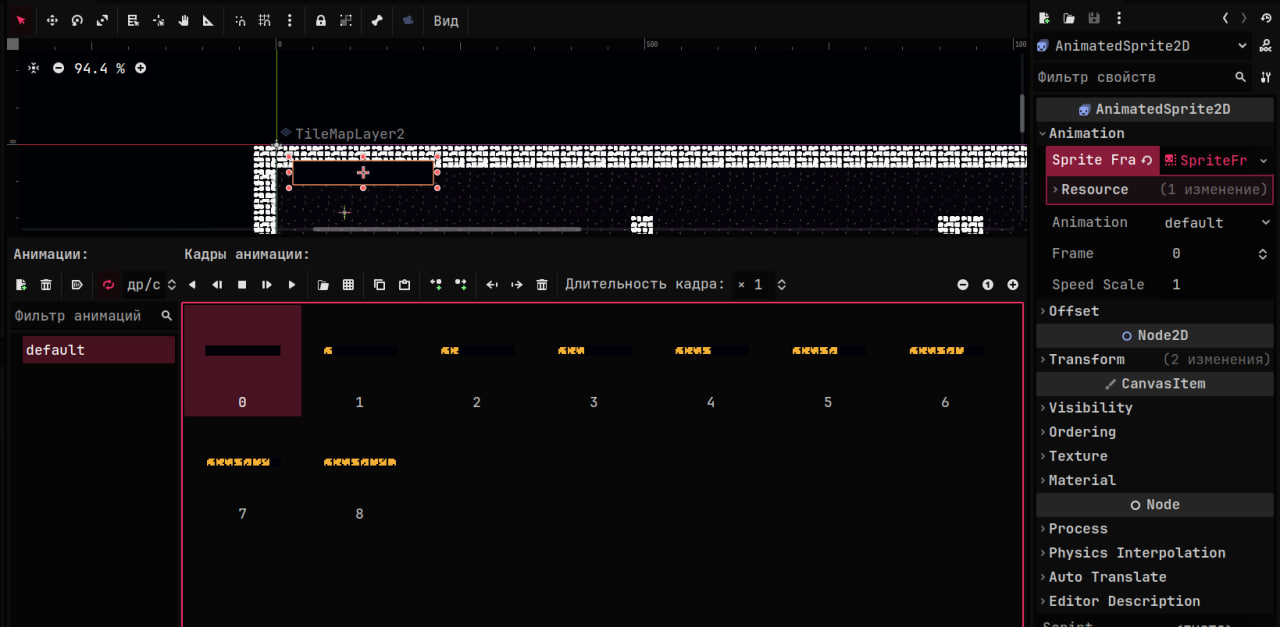 Вид
0
500
100
94.4 %
TileMapLayer2
Анимации:
Кадры анимации:
др/с
Длительность кадра:
× 1
Фильтр анимаций
default
0
1
2
3
4
5
6
7
8
AnimatedSprite2D
DOC
Фильтр свойств
AnimatedSprite2D
Animation
Sprite Fra
SpriteFr
Resource (1 изменение)
Animation default
Frame 0
Speed Scale 1
Offset
Node2D
Transform (2 изменения)
CanvasItem
Visibility
Ordering
Texture
Material
Node
Process
Physics Interpolation
Auto Translate
Editor Description
Script